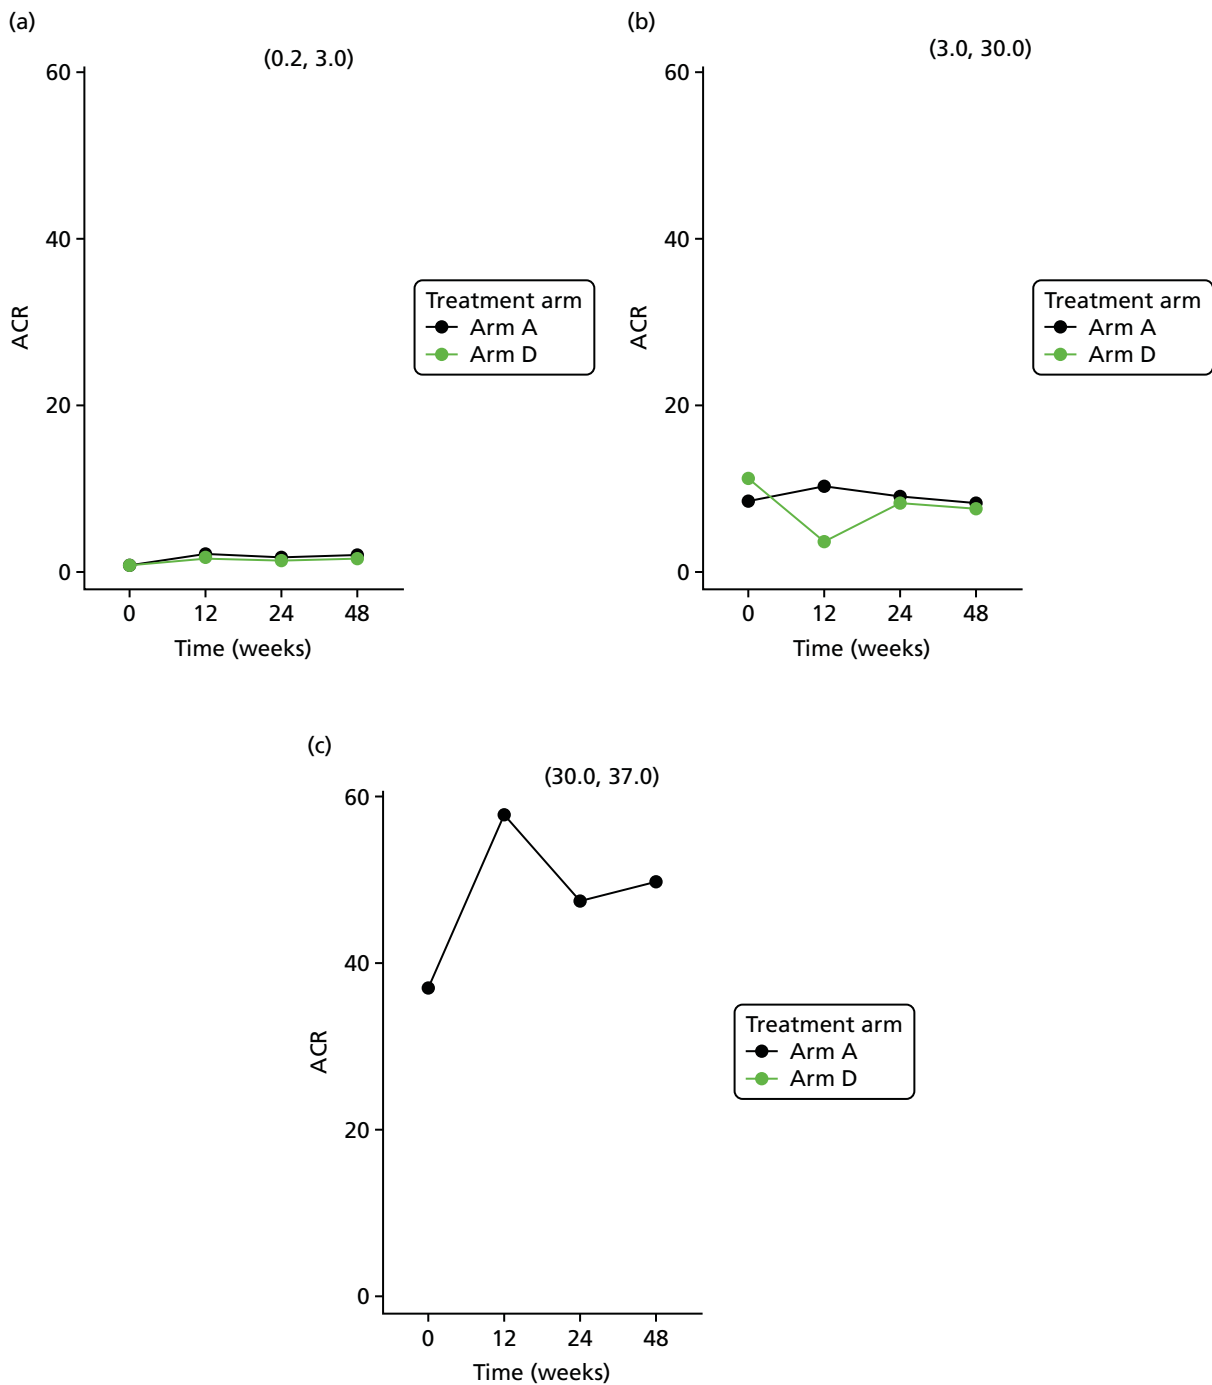 (a)
(0.2, 3.0)
60
40
20
0
ACR
0 12 24 48
Time (weeks)
Treatment arm
Arm A
Arm D
(b)
(3.0, 30.0)
60
40
20
0
ACR
0 12 24 48
Time (weeks)
Treatment arm
Arm A
Arm D
(c)
(30.0, 37.0)
60
40
20
0
ACR
0 12 24 48
Time (weeks)
Treatment arm
Arm A
Arm D